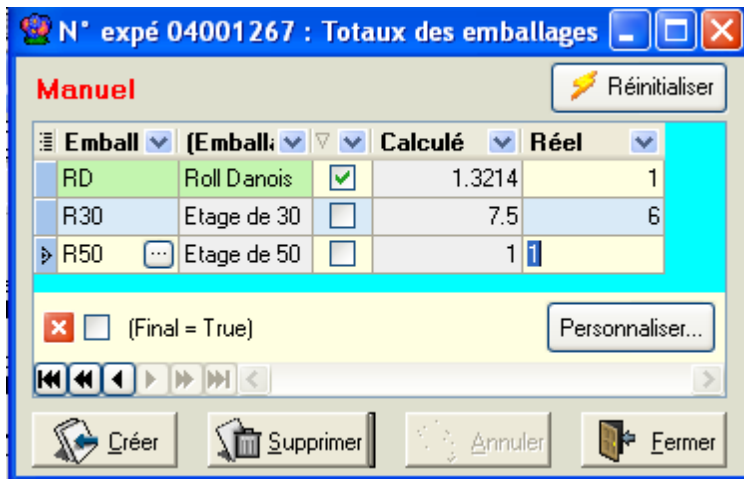 N° expé 04001267 : Totaux des emballages
Manuel
Réinitialiser
Emball (Emballa Calculé Réel
RD Roll Danois 1.3214 1
R30 Etage de 30 7.5 6
R50 ... Etage de 50 1 1
(Final = True)
Personnaliser...
Créer Supprimer Annuler Fermer